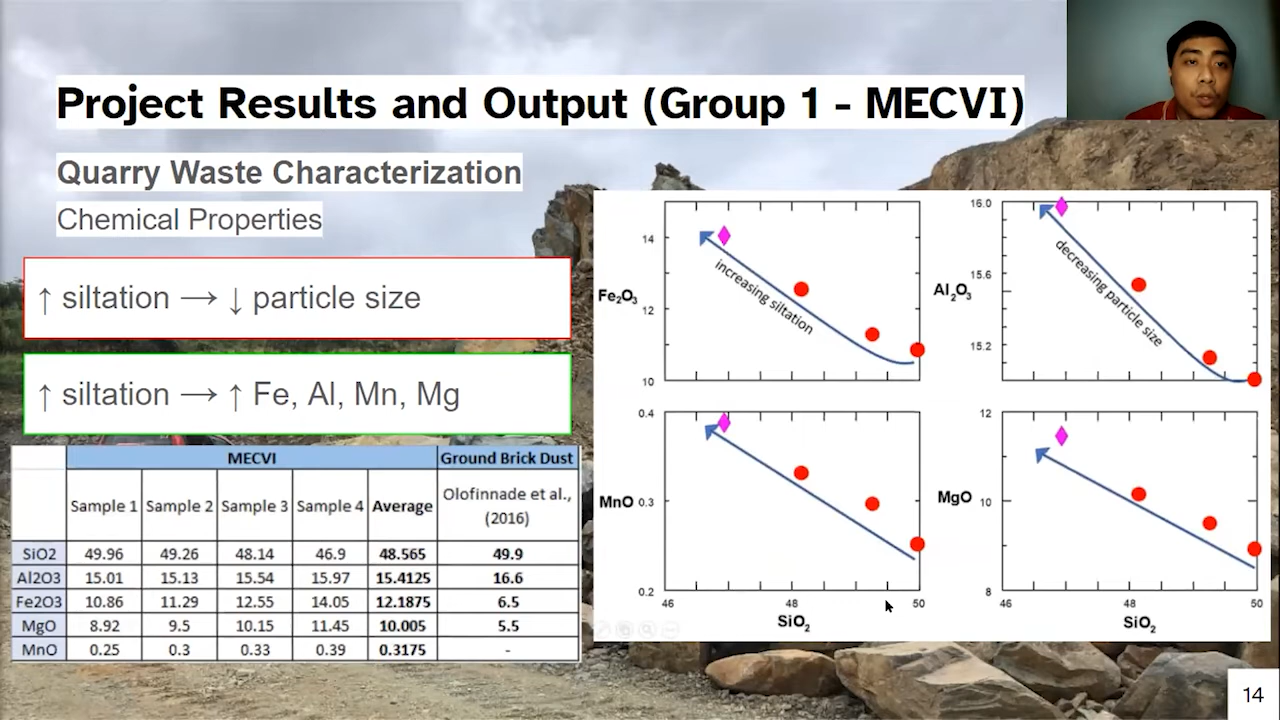 Project Results and Output (Group 1 - MECVI)
Quarry Waste Characterization
Chemical Properties
↑ siltation → ↓ particle size
↑ siltation → ↑ Fe, Al, Mn, Mg
MECVI Ground Brick Dust
Sample 1 Sample 2 Sample 3 Sample 4 Average Olofinnade et al., (2016)
SiO2 49.96 49.26 48.14 46.9 48.565 49.9
Al2O3 15.01 15.13 15.54 15.97 15.4125 16.6
Fe2O3 10.86 11.29 12.55 14.05 12.1875 6.5
MgO 8.92 9.5 10.15 11.45 10.005 5.5
MnO 0.25 0.3 0.33 0.39 0.3175 -
14
Fe₂O₃
12
10
increasing siltation
16.0
Al₂O₃
15.6
15.2
decreasing particle size
0.4
MnO
0.3
0.2
46 48 50
SiO₂
12
MgO
10
8
46 48 50
SiO₂
14